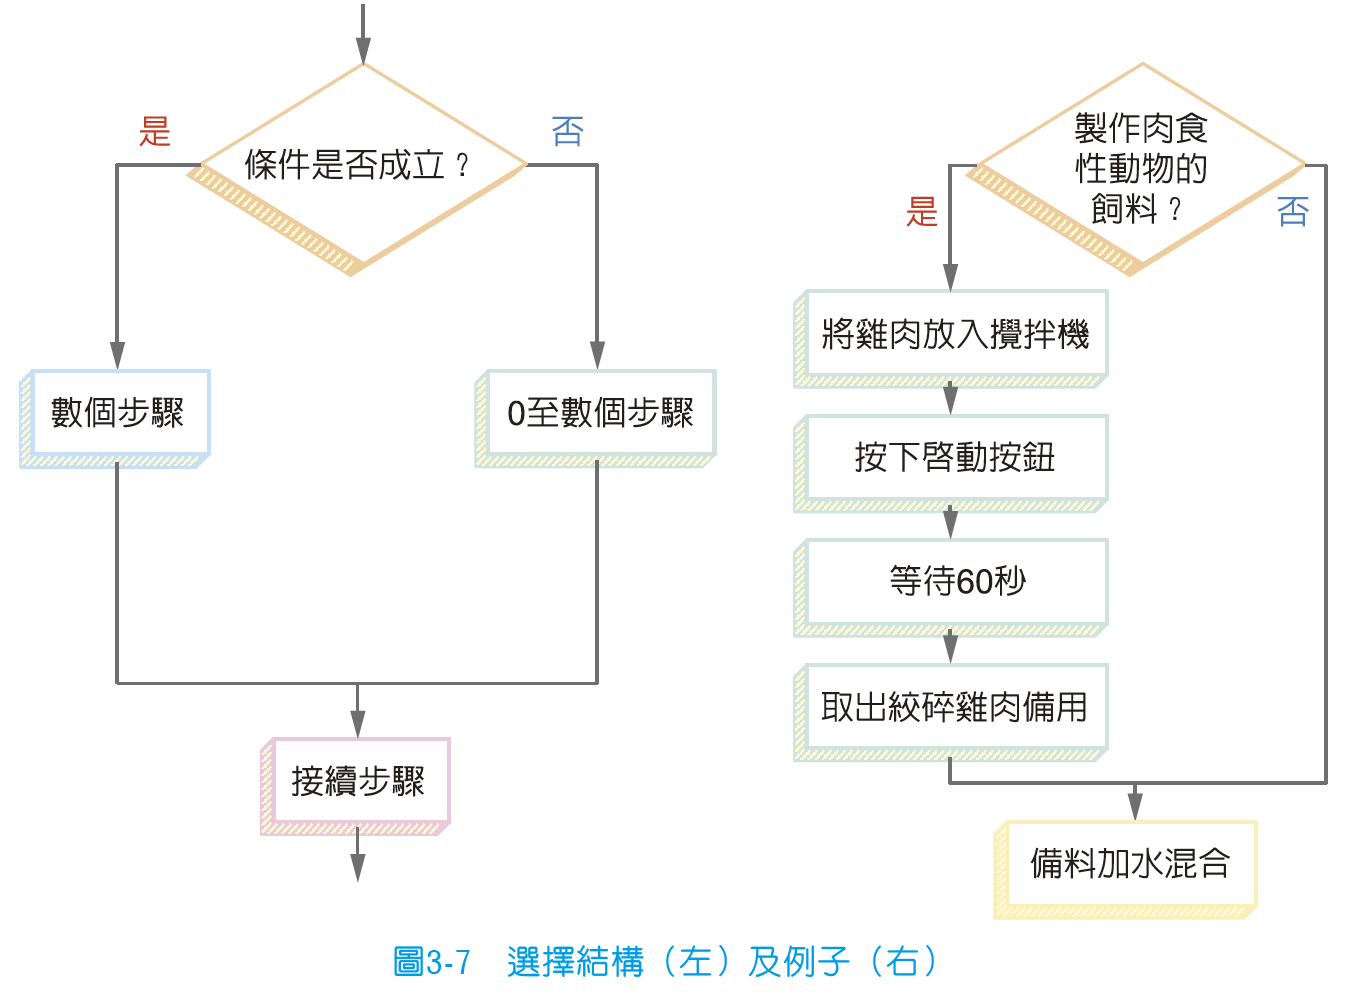 是
條件是否成立？
否
數個步驟
0至數個步驟
接續步驟
製作肉食
性動物的
飼料？
是
否
將雞肉放入攪拌機
按下啓動按鈕
等待60秒
取出絞碎雞肉備用
備料加水混合
圖3-7　選擇結構（左）及例子（右）